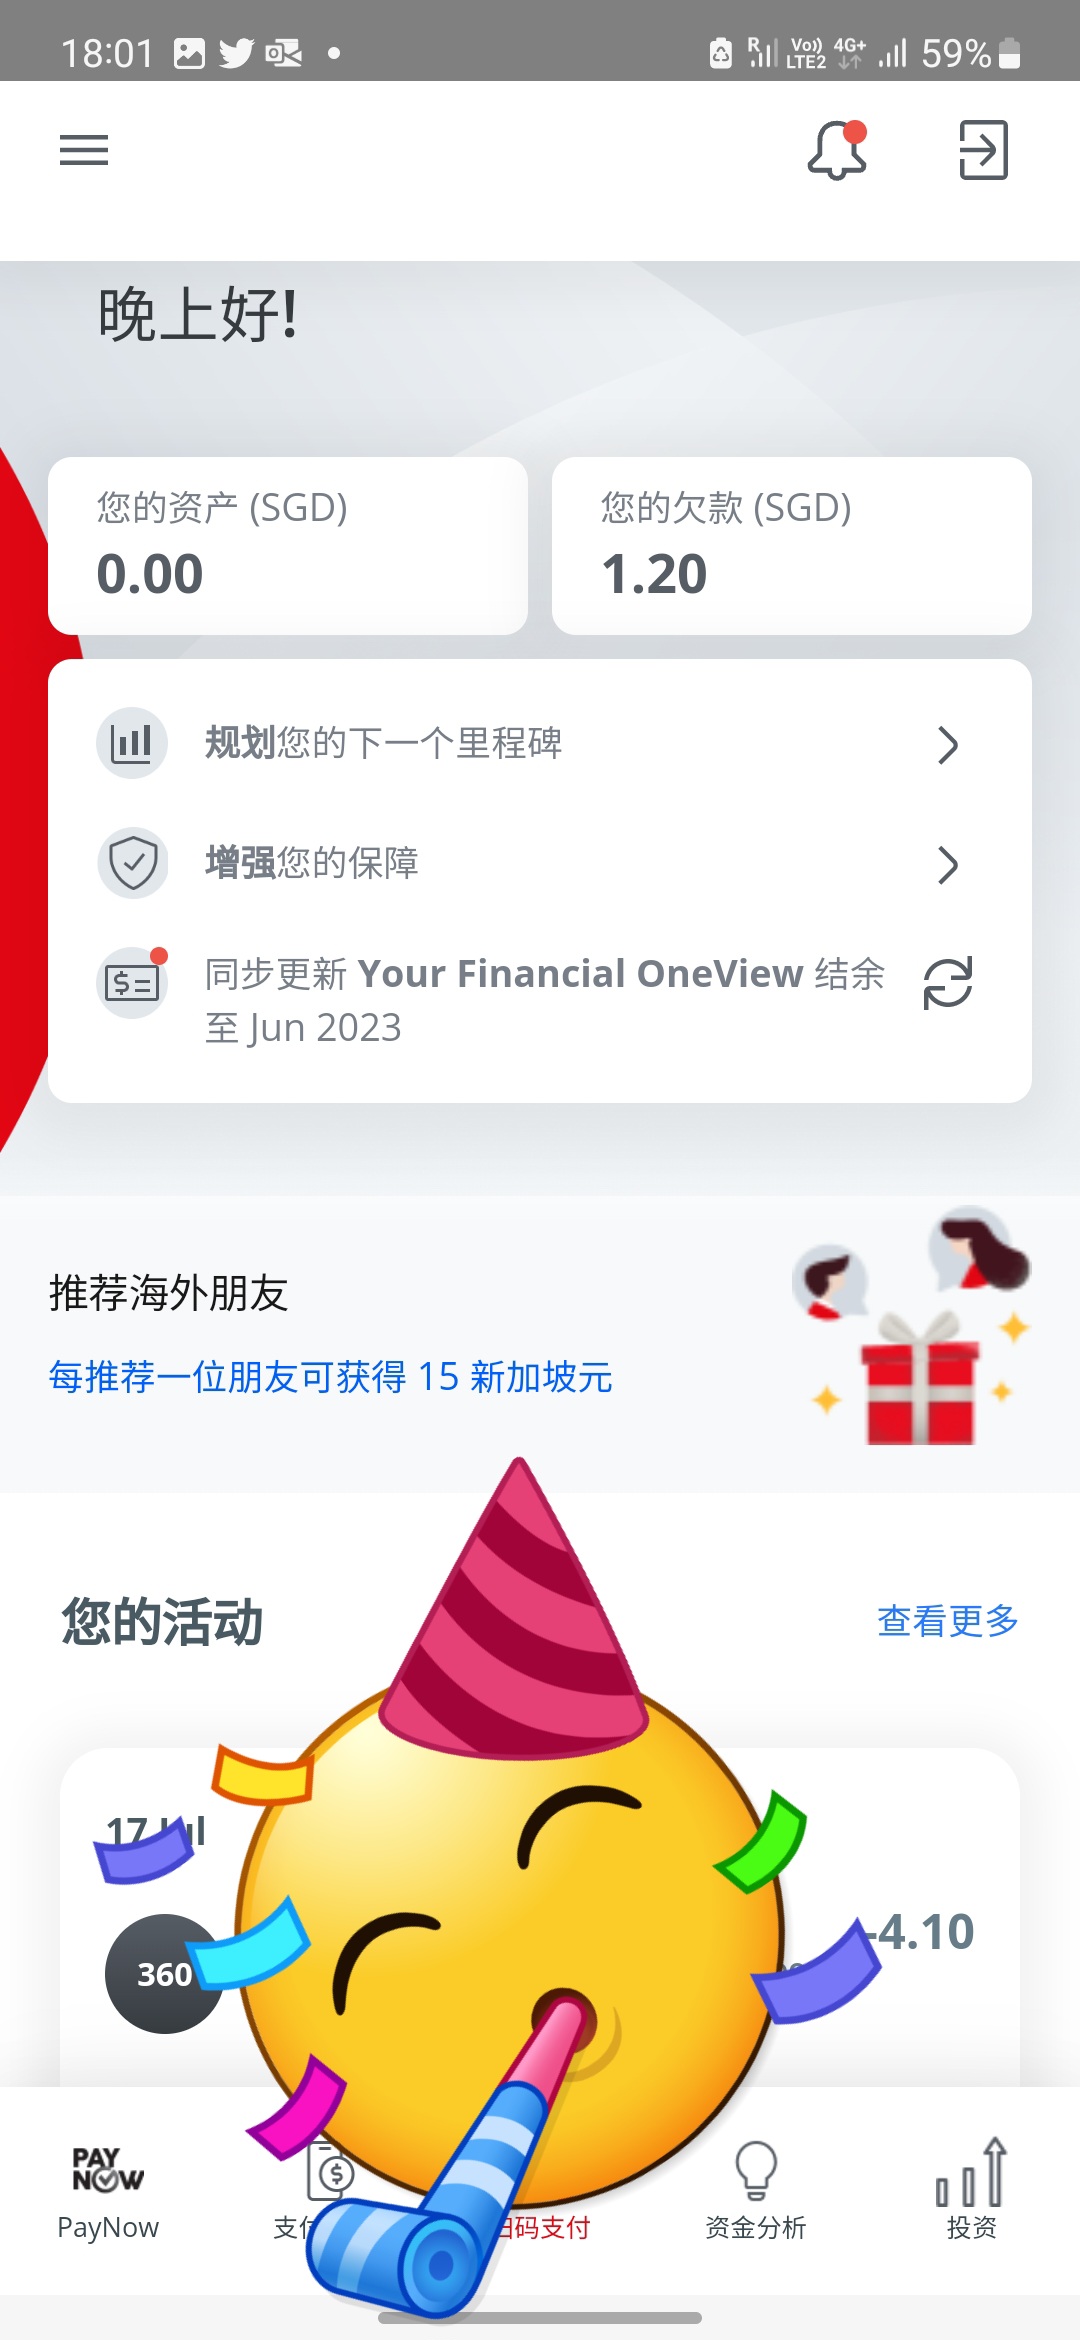 18:01
R Vo)) LTE2 4G+ 59%
晚上好!
您的资产 (SGD)
0.00
您的欠款 (SGD)
1.20
规划您的下一个里程碑
增强您的保障
同步更新 Your Financial OneView 结余
至 Jun 2023
推荐海外朋友
每推荐一位朋友可获得 15 新加坡元
您的活动
查看更多
17
360
-4.10
PAY
NOW
PayNow
码支付
资金分析
投资